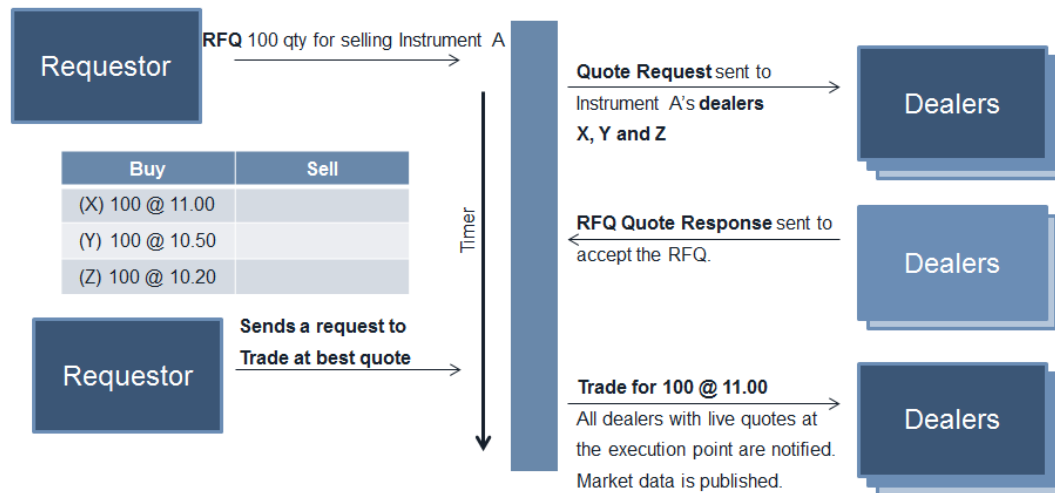 Requestor
RFQ 100 qty for selling Instrument A
Quote Request sent to
Instrument A's dealers
X, Y and Z
Dealers
Buy Sell
(X) 100 @ 11.00
(Y) 100 @ 10.50
(Z) 100 @ 10.20
Timer
RFQ Quote Response sent to
accept the RFQ.
Dealers
Requestor
Sends a request to
Trade at best quote
Trade for 100 @ 11.00
All dealers with live quotes at
the execution point are notified.
Market data is published.
Dealers